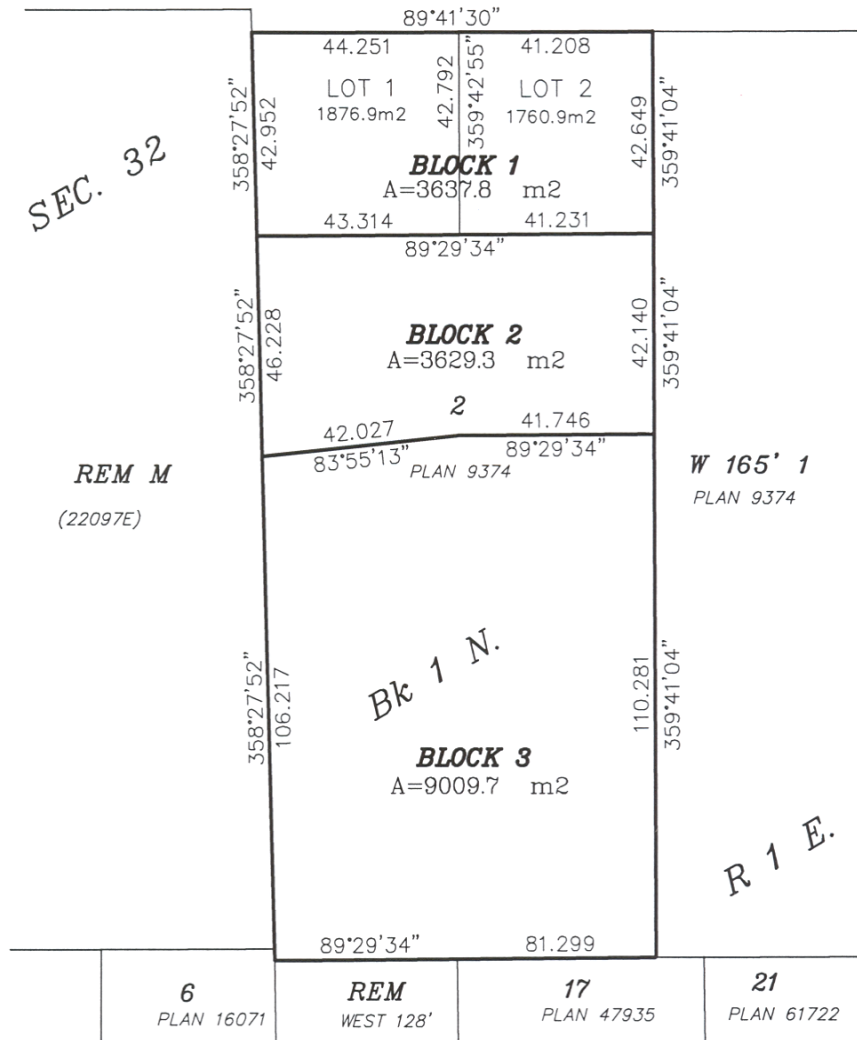 89°41'30"
44.251
41.208
LOT 1
1876.9m2
42.792
359°42'55"
LOT 2
1760.9m2
358°27'52"
42.952
42.649
359°41'04"
SEC. 32
BLOCK 1
A=3637.8 m2
43.314
41.231
89°29'34"
358°27'52"
46.228
BLOCK 2
A=3629.3 m2
42.140
359°41'04"
2
42.027
41.746
83°55'13"
89°29'34"
PLAN 9374
REM M
(22097E)
W 165' 1
PLAN 9374
358°27'52"
106.217
Bk 1 N.
110.281
359°41'04"
BLOCK 3
A=9009.7 m2
R 1 E.
89°29'34"
81.299
6
PLAN 16071
REM
WEST 128'
17
PLAN 47935
21
PLAN 61722